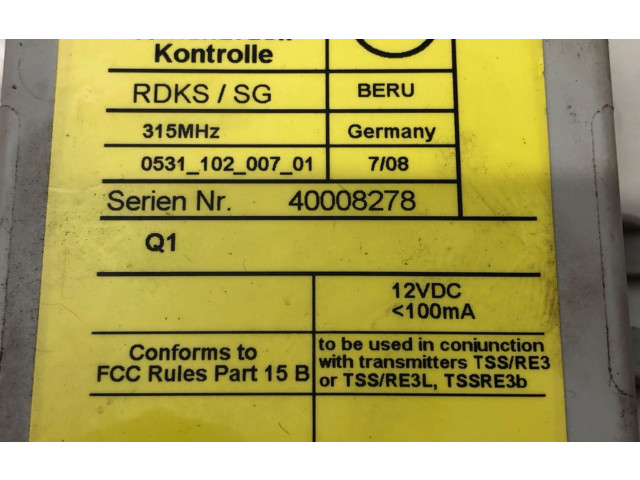 Kontrolle
RDKS / SG
BERU
315MHz
Germany
0531_102_007_01
7/08
Serien Nr. 40008278
Q1
12VDC
<100mA
Conforms to
FCC Rules Part 15 B
to be used in conjunction
with transmitters TSS/RE3
or TSS/RE3L, TSSRE3b